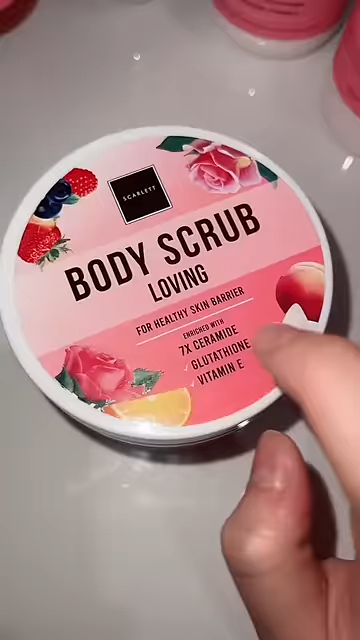 SCARLETT
BODY SCRUB
LOVING
FOR HEALTHY SKIN BARRIER
ENRICHED WITH
7X CERAMIDE
GLUTATHIONE
VITAMIN E